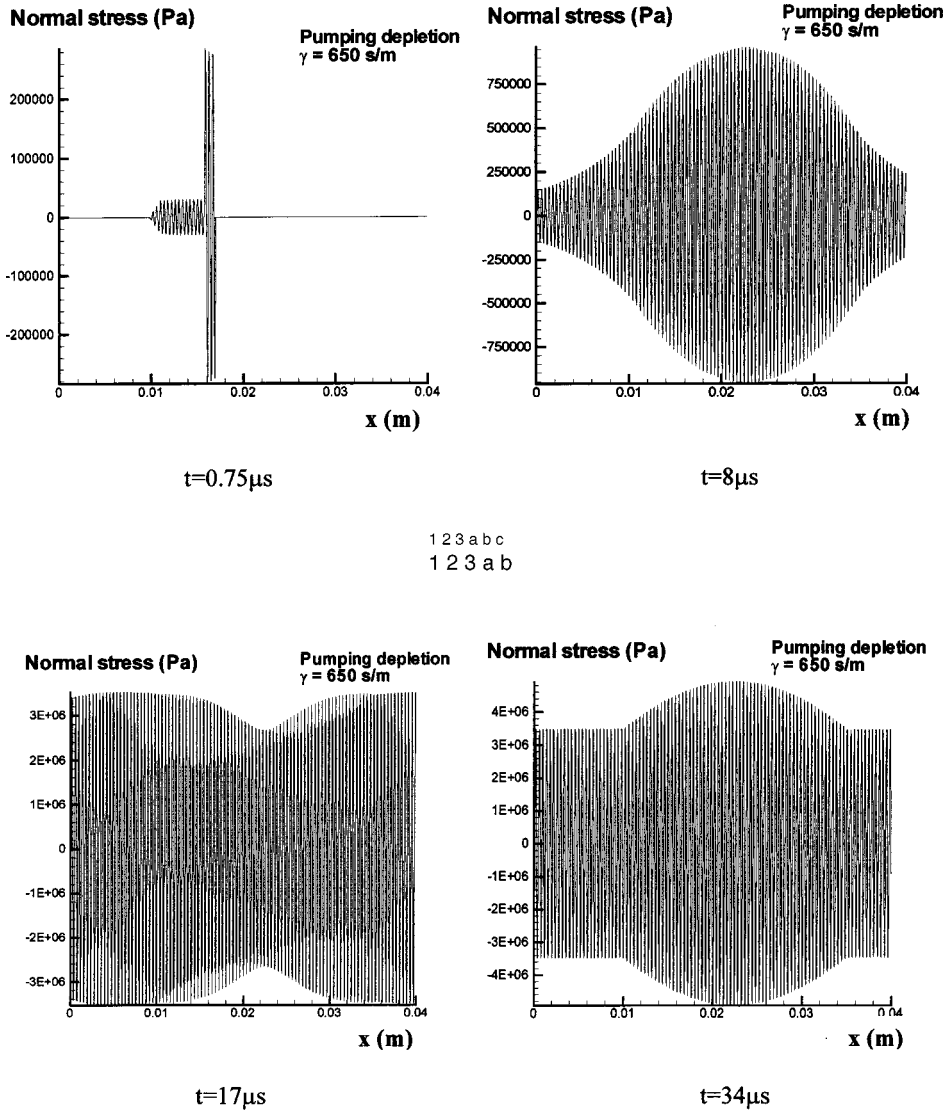 Normal stress (Pa)
Pumping depletion
γ = 650 s/m
200000
100000
0
-100000
-200000
0 0.01 0.02 0.03 0.04
x (m)
t=0.75μs
Normal stress (Pa)
Pumping depletion
γ = 650 s/m
750000
500000
250000
0
-250000
-500000
-750000
0 0.01 0.02 0.03 0.04
x (m)
t=8μs
1 2 3 a b c
1 2 3 a b
Normal stress (Pa)
Pumping depletion
γ = 650 s/m
3E+06
2E+06
1E+06
0
-1E+06
-2E+06
-3E+06
0 0.01 0.02 0.03 0.04
x (m)
t=17μs
Normal stress (Pa)
Pumping depletion
γ = 650 s/m
4E+06
3E+06
2E+06
1E+06
0
-1E+06
-2E+06
-3E+06
-4E+06
0 0.01 0.02 0.03 0.04
x (m)
t=34μs